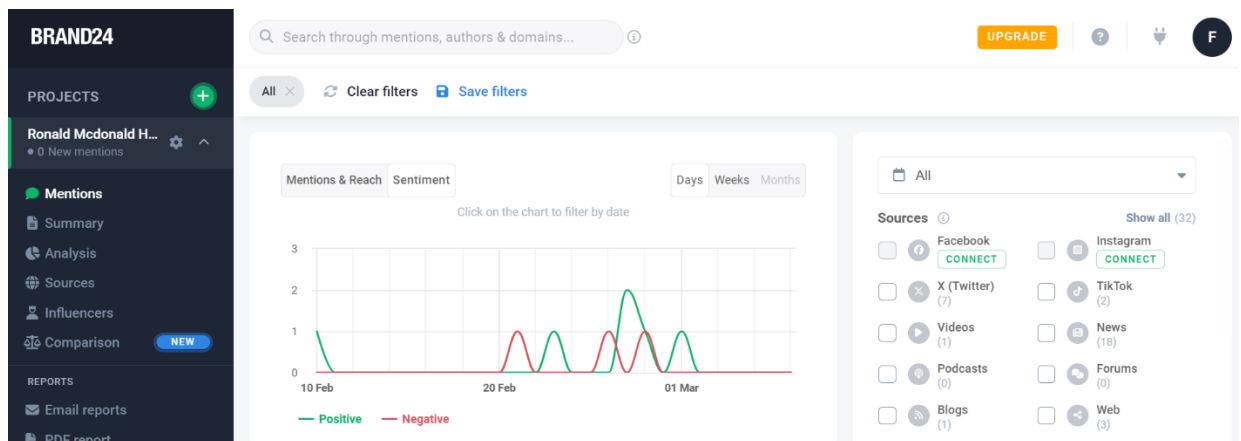 BRAND24
Search through mentions, authors & domains...
UPGRADE
F
PROJECTS
All
Clear filters
Save filters
Ronald Mcdonald H...
0 New mentions
Mentions
Summary
Analysis
Sources
Influencers
Comparison NEW
REPORTS
Email reports
PDF report
Mentions & Reach Sentiment
Days Weeks Months
Click on the chart to filter by date
3
2
1
0
10 Feb 20 Feb 01 Mar
Positive Negative
All
Sources Show all (32)
Facebook
CONNECT
Instagram
CONNECT
X (Twitter)
(7)
TikTok
(2)
Videos
(1)
News
(18)
Podcasts
(0)
Forums
(0)
Blogs
(1)
Web
(3)